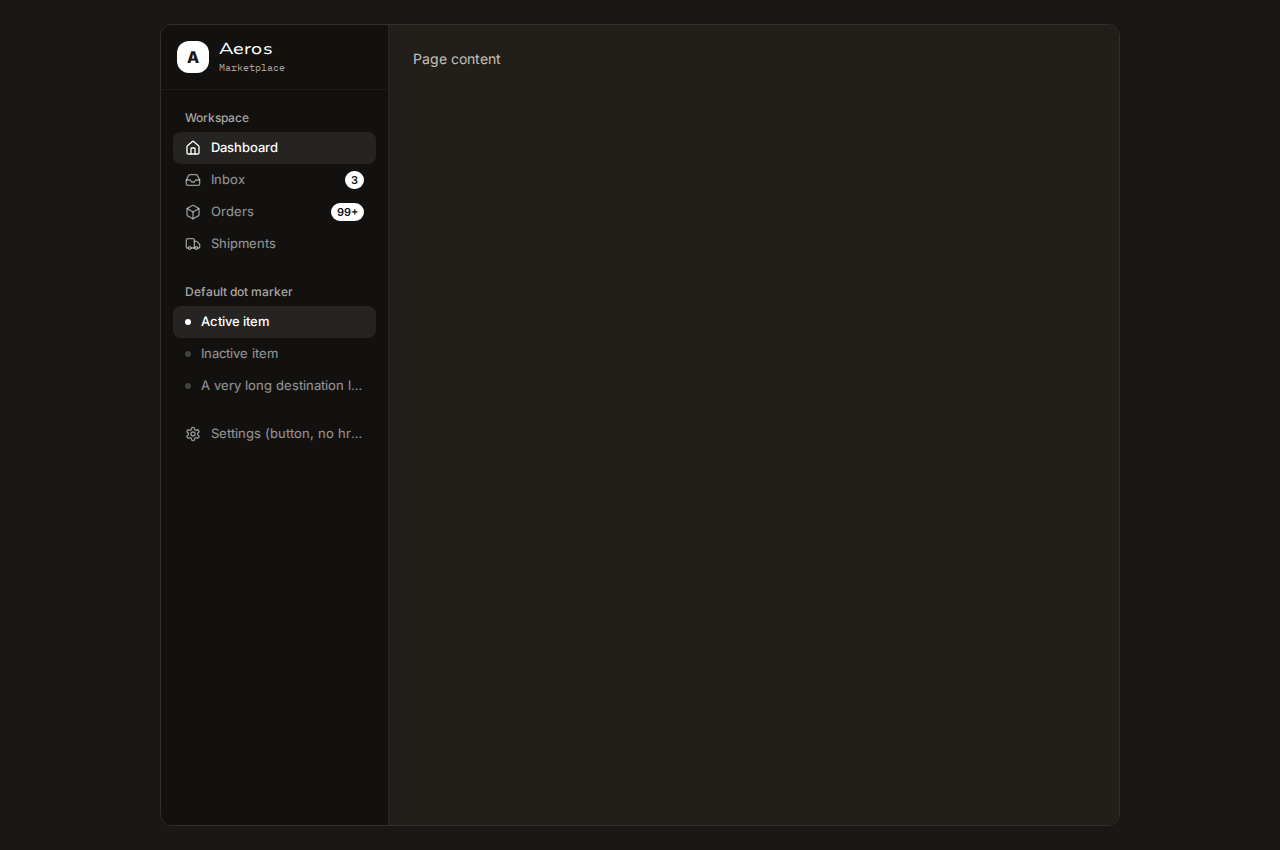 A
Aeros
Marketplace
Workspace
Dashboard
Inbox 3
Orders 99+
Shipments
Default dot marker
Active item
Inactive item
A very long destination l...
Settings (button, no hr...
Page content